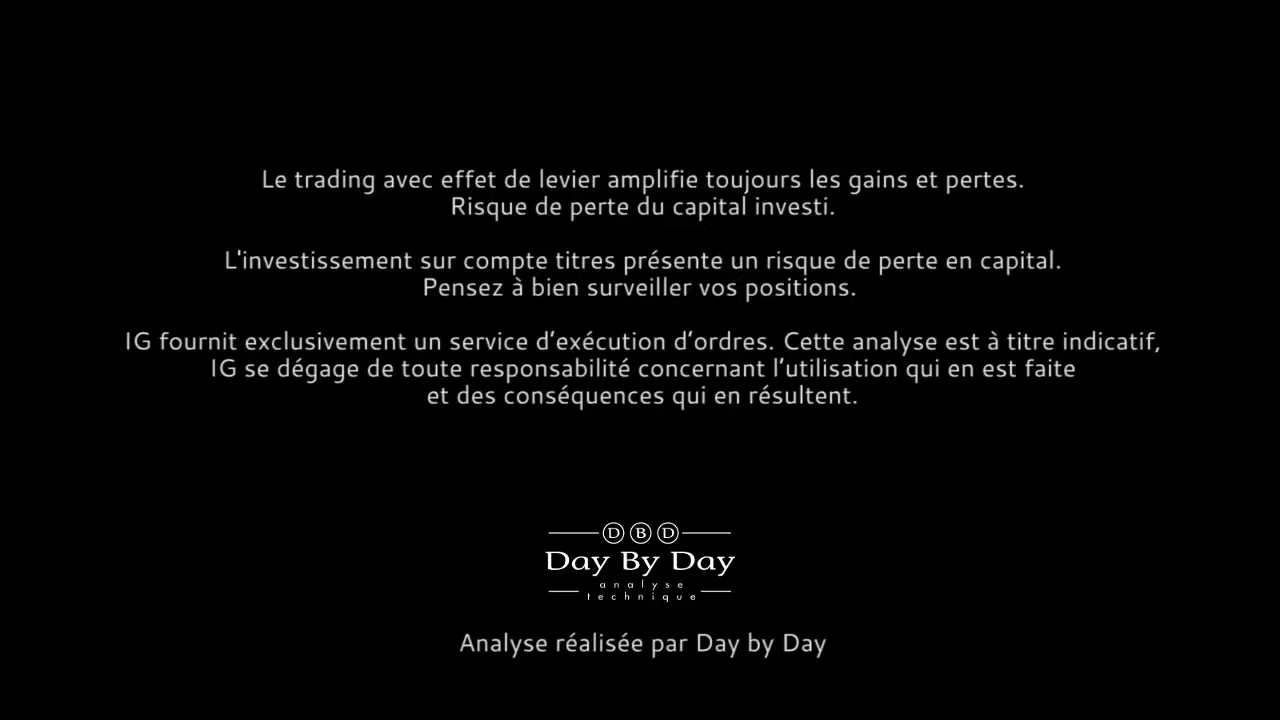 Le trading avec effet de levier amplifie toujours les gains et pertes.
Risque de perte du capital investi.
L'investissement sur compte titres présente un risque de perte en capital.
Pensez à bien surveiller vos positions.
IG fournit exclusivement un service d’exécution d’ordres. Cette analyse est à titre indicatif,
IG se dégage de toute responsabilité concernant l’utilisation qui en est faite
et des conséquences qui en résultent.
D B D
Day By Day
analyse
technique
Analyse réalisée par Day by Day